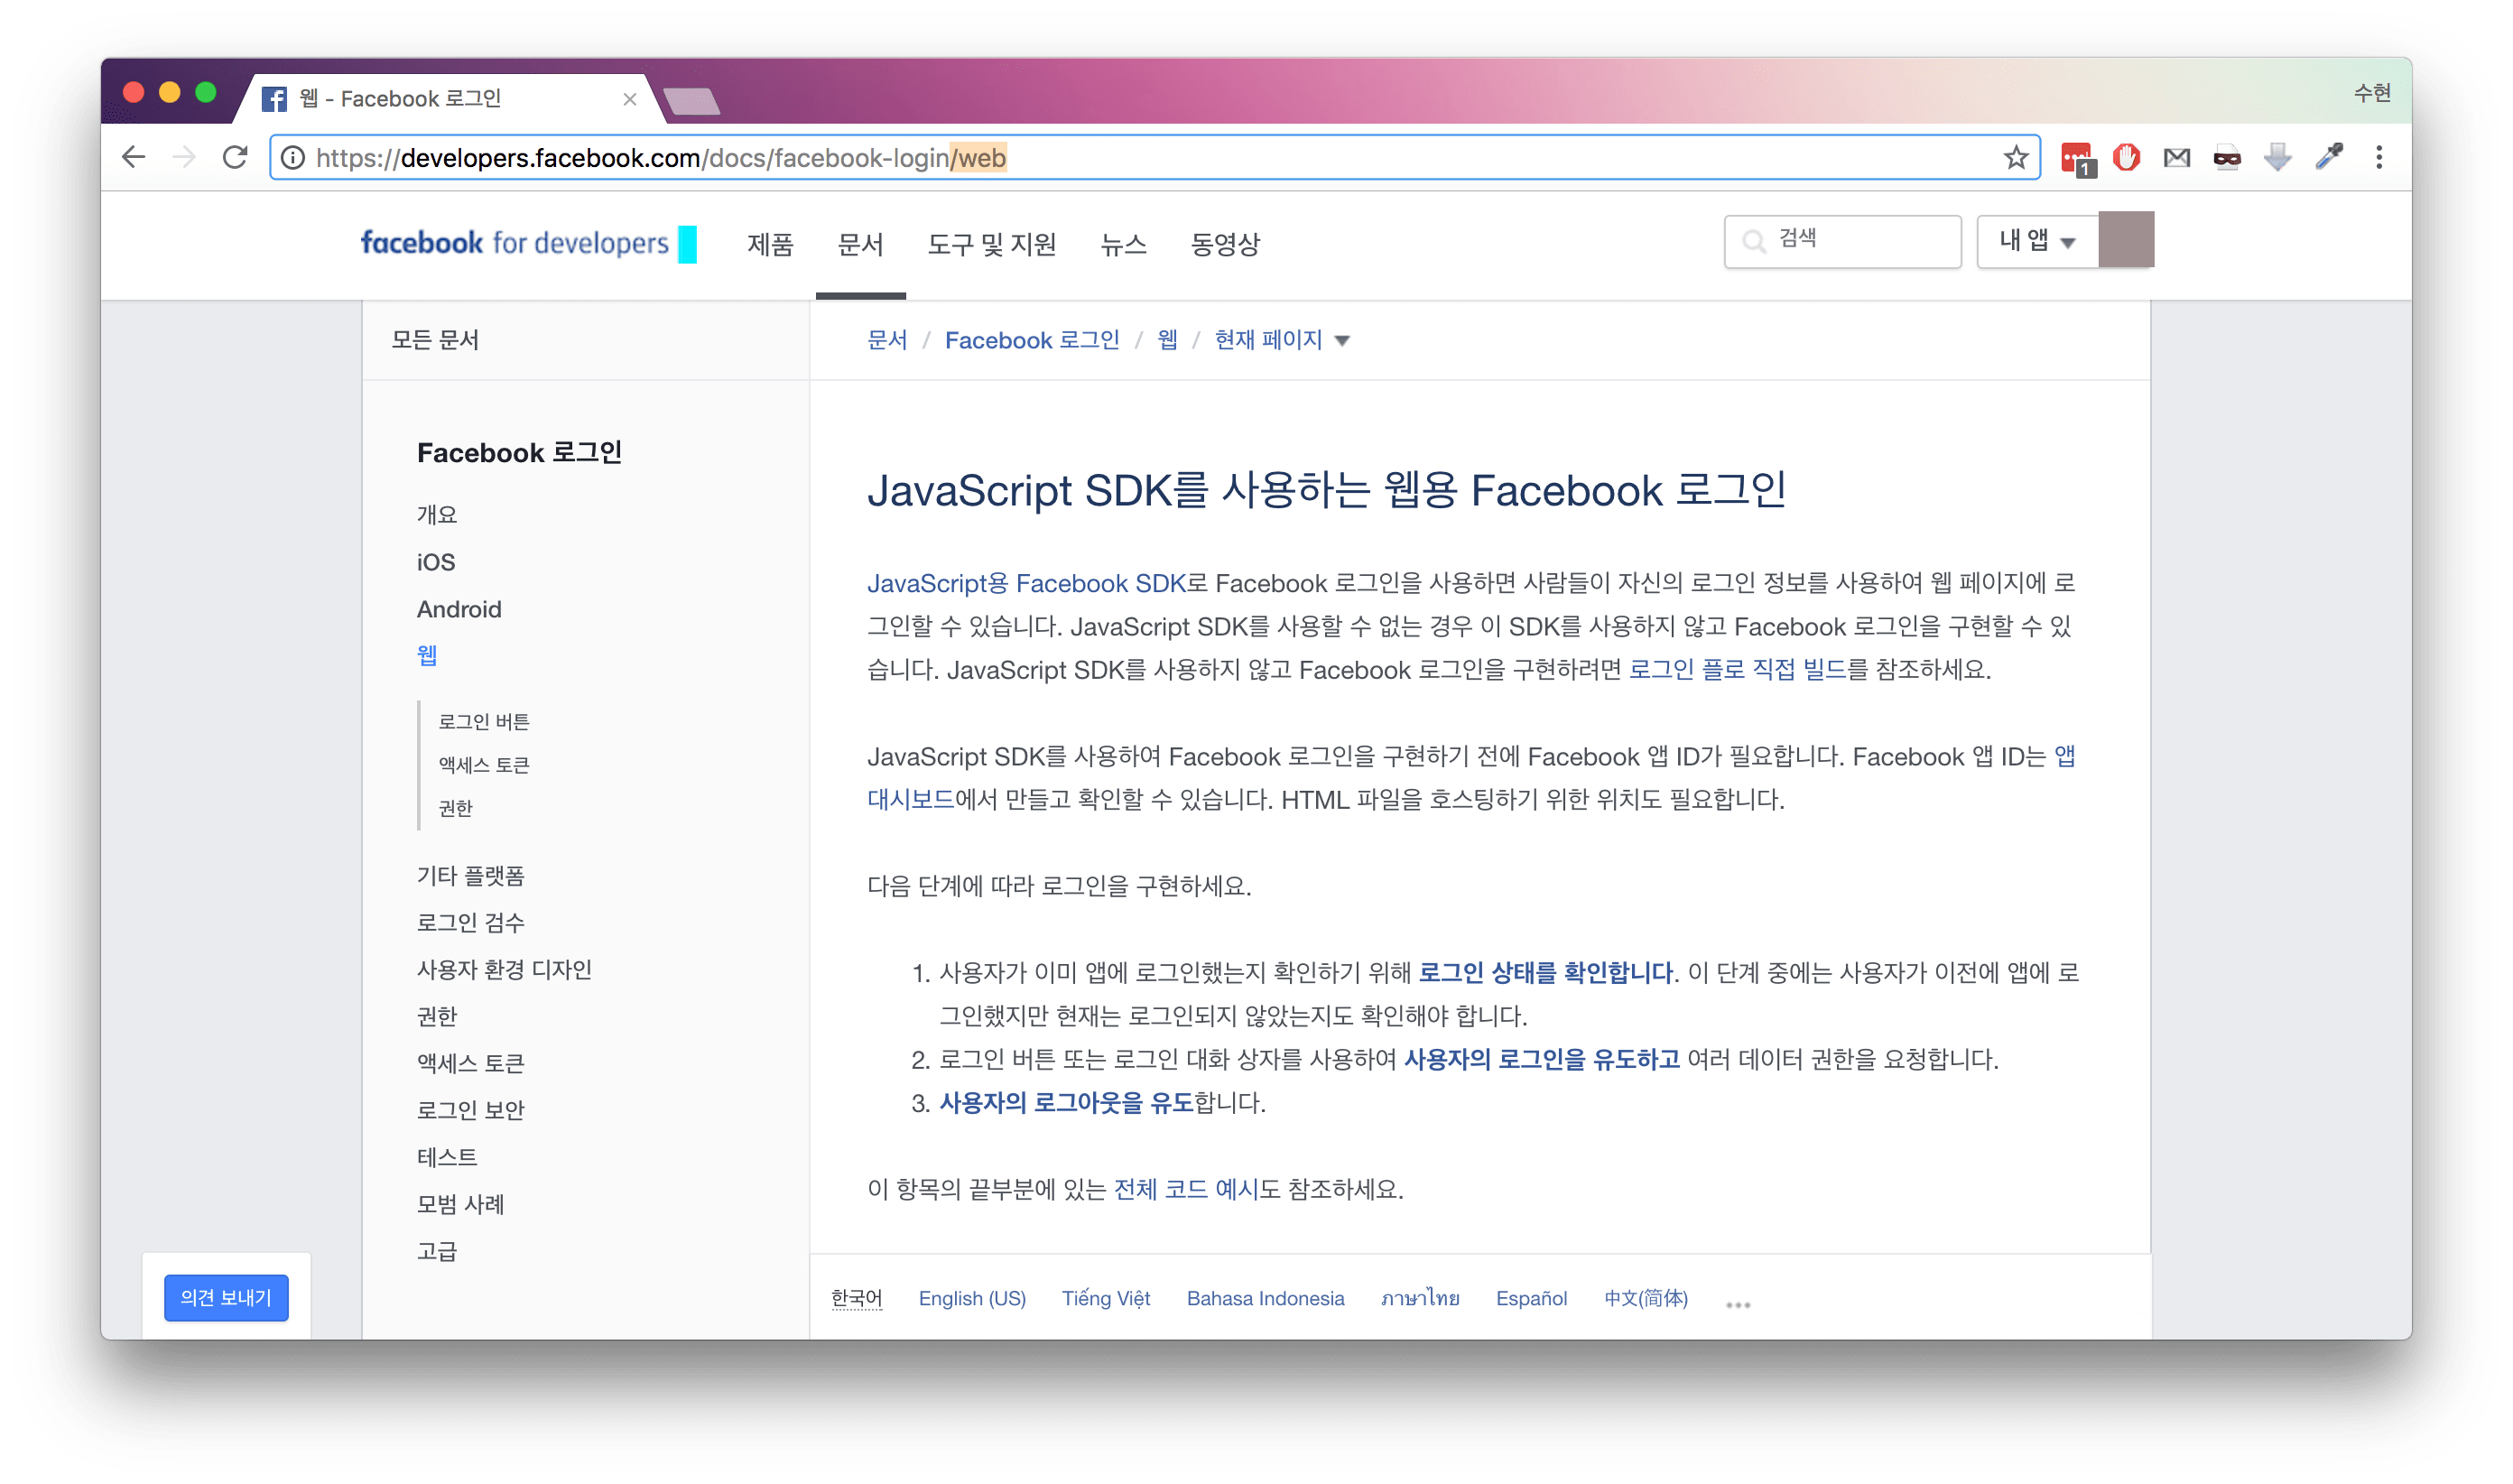 웹 - Facebook 로그인
수현
https://developers.facebook.com/docs/facebook-login/web
1
facebook for developers
제품
문서
도구 및 지원
뉴스
동영상
검색
내 앱
모든 문서
문서 / Facebook 로그인 / 웹 / 현재 페이지
Facebook 로그인
개요
iOS
Android
웹
로그인 버튼
액세스 토큰
권한
기타 플랫폼
로그인 검수
사용자 환경 디자인
권한
액세스 토큰
로그인 보안
테스트
모범 사례
고급
의견 보내기
JavaScript SDK를 사용하는 웹용 Facebook 로그인
JavaScript용 Facebook SDK로 Facebook 로그인을 사용하면 사람들이 자신의 로그인 정보를 사용하여 웹 페이지에 로
그인할 수 있습니다. JavaScript SDK를 사용할 수 없는 경우 이 SDK를 사용하지 않고 Facebook 로그인을 구현할 수 있
습니다. JavaScript SDK를 사용하지 않고 Facebook 로그인을 구현하려면 로그인 플로 직접 빌드를 참조하세요.
JavaScript SDK를 사용하여 Facebook 로그인을 구현하기 전에 Facebook 앱 ID가 필요합니다. Facebook 앱 ID는 앱
대시보드에서 만들고 확인할 수 있습니다. HTML 파일을 호스팅하기 위한 위치도 필요합니다.
다음 단계에 따라 로그인을 구현하세요.
1. 사용자가 이미 앱에 로그인했는지 확인하기 위해 로그인 상태를 확인합니다. 이 단계 중에는 사용자가 이전에 앱에 로
그인했지만 현재는 로그인되지 않았는지도 확인해야 합니다.
2. 로그인 버튼 또는 로그인 대화 상자를 사용하여 사용자의 로그인을 유도하고 여러 데이터 권한을 요청합니다.
3. 사용자의 로그아웃을 유도합니다.
이 항목의 끝부분에 있는 전체 코드 예시도 참조하세요.
한국어 English (US) Tiếng Việt Bahasa Indonesia ภาษาไทย Español 中文(简体) ...